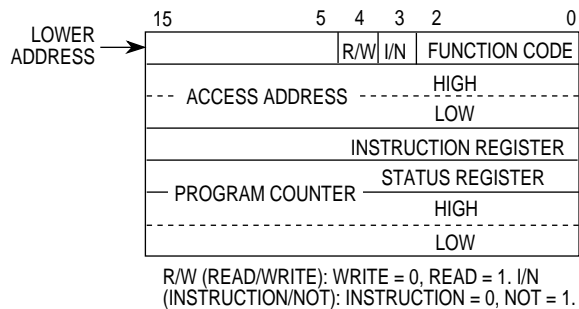 15 5 4 3 2 0
LOWER
ADDRESS
R/W I/N FUNCTION CODE
HIGH
ACCESS ADDRESS
LOW
INSTRUCTION REGISTER
STATUS REGISTER
PROGRAM COUNTER
HIGH
LOW
R/W (READ/WRITE): WRITE = 0, READ = 1. I/N
(INSTRUCTION/NOT): INSTRUCTION = 0, NOT = 1.